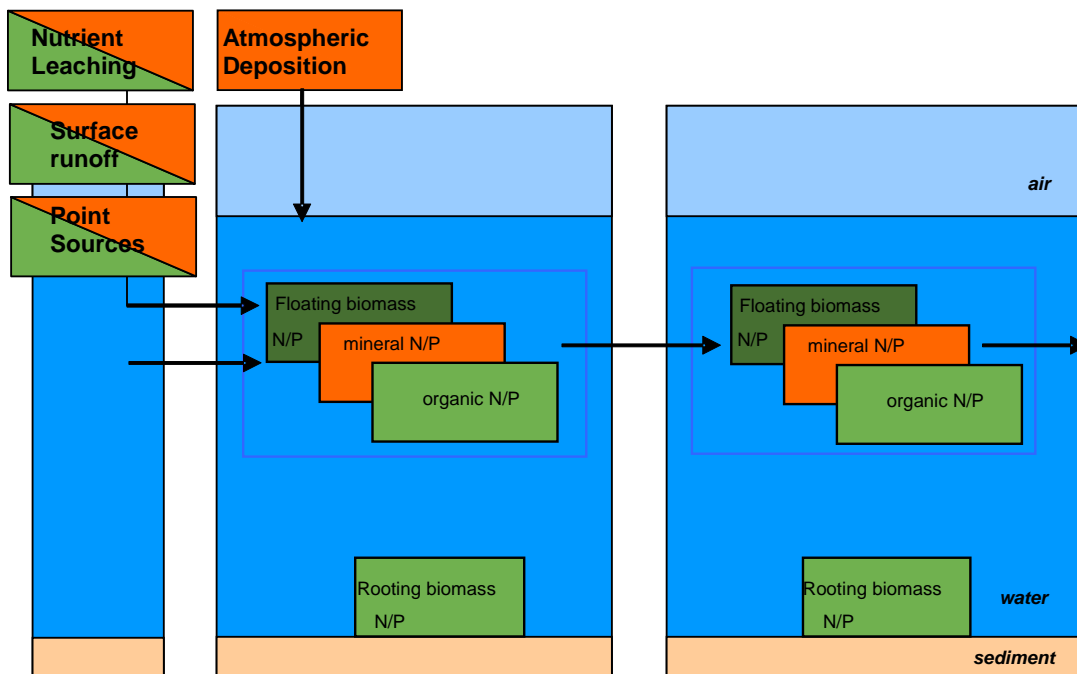 Nutrient
Leaching
Atmospheric
Deposition
Surface
runoff
Point
Sources
air
Floating biomass
N/P
mineral N/P
organic N/P
Floating biomass
N/P
mineral N/P
organic N/P
Rooting biomass
N/P
Rooting biomass
N/P
water
sediment